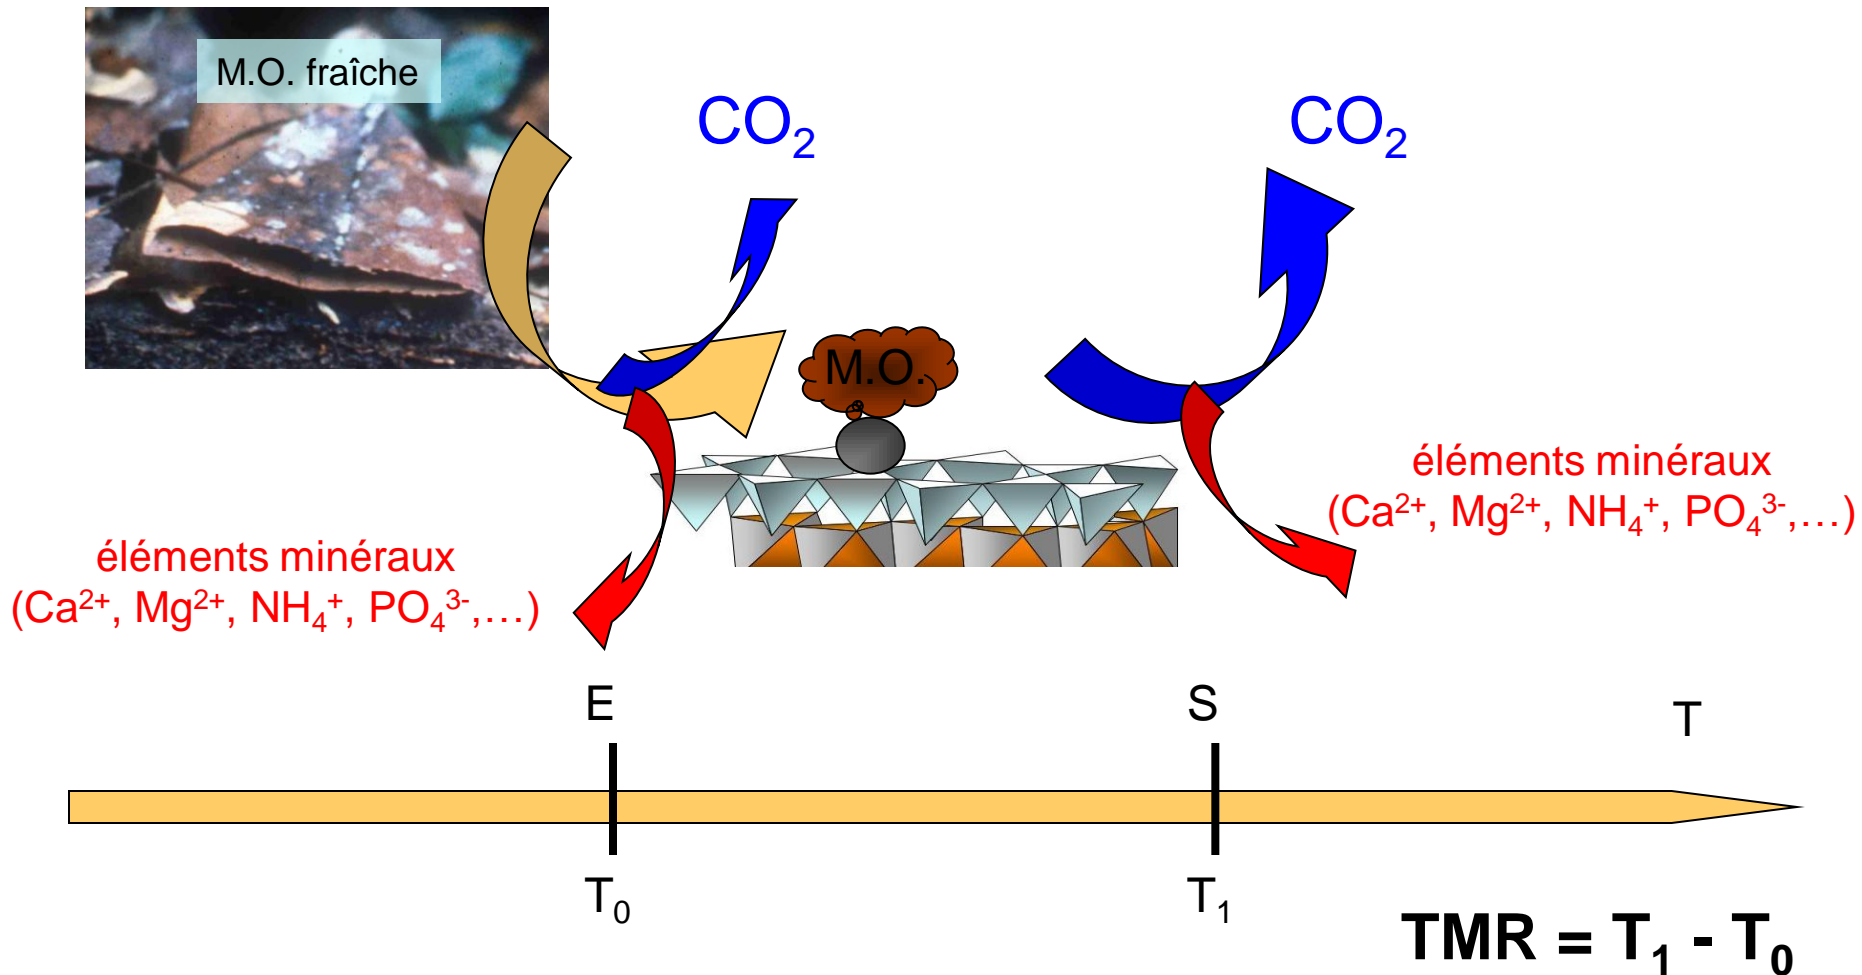 M.O. fraîche
CO₂
CO₂
M.O.
éléments minéraux
(Ca²⁺, Mg²⁺, NH₄⁺, PO₄³⁻,…)
éléments minéraux
(Ca²⁺, Mg²⁺, NH₄⁺, PO₄³⁻,…)
E
S
T
T₀
T₁
TMR = T₁ - T₀